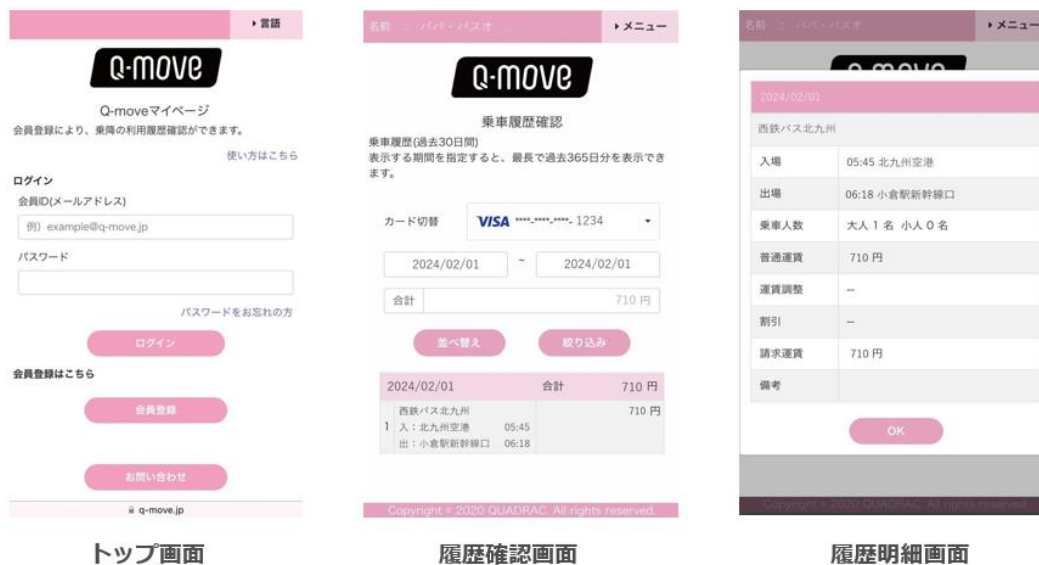 ▸ 言語
Q-move
Q-moveマイページ
会員登録により、乗降の利用履歴確認ができます。
使い方はこちら
ログイン
会員ID(メールアドレス)
例) example@q-move.jp
パスワード
パスワードをお忘れの方
ログイン
会員登録はこちら
会員登録
お問い合わせ
q-move.jp
トップ画面
名前 : パパ・パスオ
▸ メニュー
Q-move
乗車履歴確認
乗車履歴(過去30日間)
表示する期間を指定すると、最長で過去365日分を表示でき
ます。
カード切替 VISA ****-****-****- 1234
2024/02/01 ~ 2024/02/01
合計 710 円
並べ替え 絞り込み
2024/02/01 合計 710 円
西鉄バス北九州 710 円
1 入:北九州空港 05:45
出:小倉駅新幹線口 06:18
Copyright © 2020 QUADRAC. All rights reserved.
履歴確認画面
名前 : パパ・パスオ
▸ メニュー
Q-move
2024/02/01
西鉄バス北九州
入場 05:45 北九州空港
出場 06:18 小倉駅新幹線口
乗車人数 大人 1 名 小人 0 名
普通運賃 710 円
運賃調整 --
割引 --
請求運賃 710 円
備考
OK
Copyright © 2020 QUADRAC. All rights reserved.
履歴明細画面